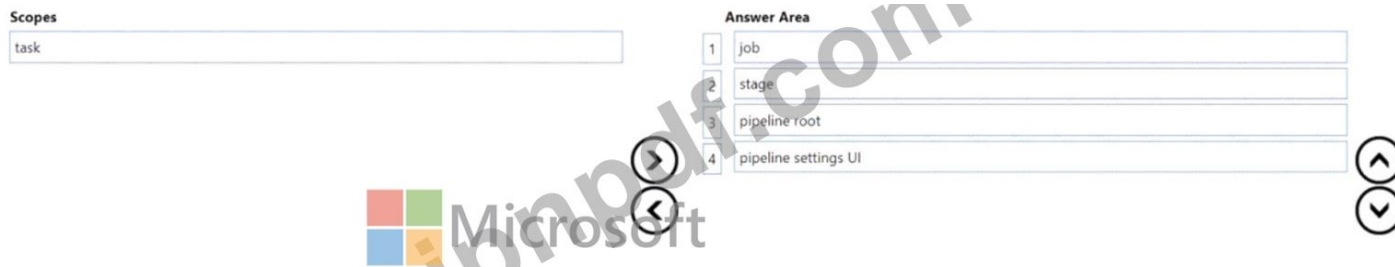 Scopes
task
Answer Area
1 job
2 stage
3 pipeline root
4 pipeline settings UI
Microsoft